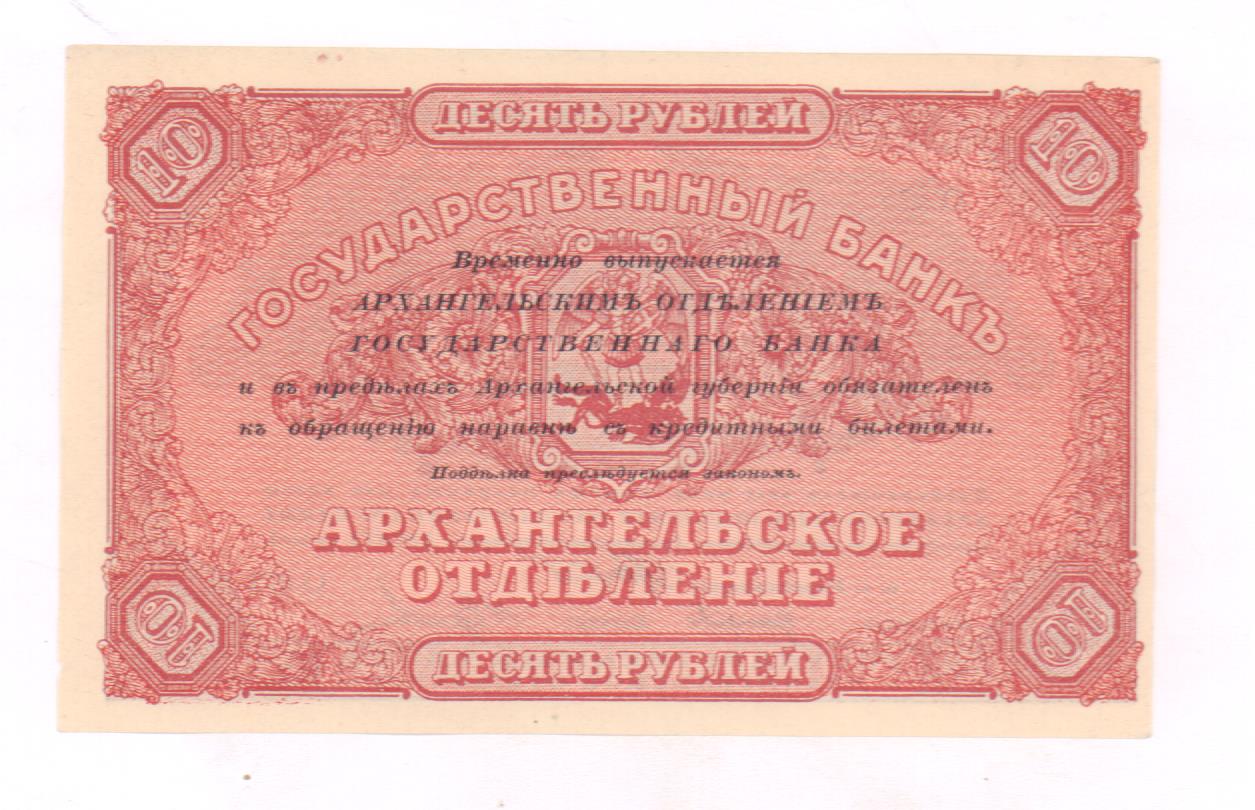 ДЕСЯТЬ РУБЛЕЙ
10 10
ГОСУДАРСТВЕННЫЙ БАНКЪ
Временно выпускается
АРХАНГЕЛЬСКИМЪ ОТДѢЛЕНІЕМЪ
ГОСУДАРСТВЕННАГО БАНКА
и въ предѣлахъ Архангельской губерніи обязателенъ
къ обращенію наравнѣ съ кредитными билетами.
Поддѣлка преслѣдуется закономъ.
АРХАНГЕЛЬСКОЕ
ОТДѢЛЕНІЕ
10 10
ДЕСЯТЬ РУБЛЕЙ